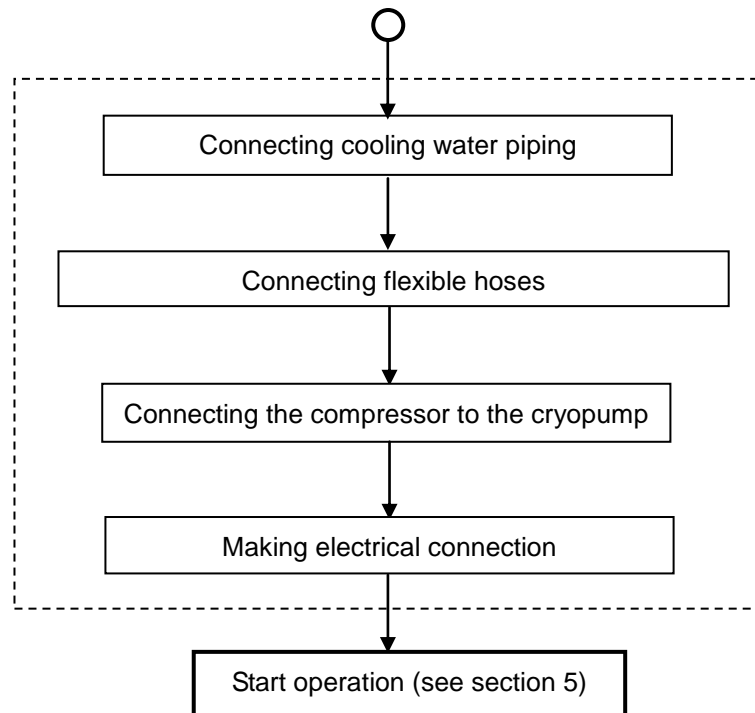 Connecting cooling water piping
Connecting flexible hoses
Connecting the compressor to the cryopump
Making electrical connection
Start operation (see section 5)